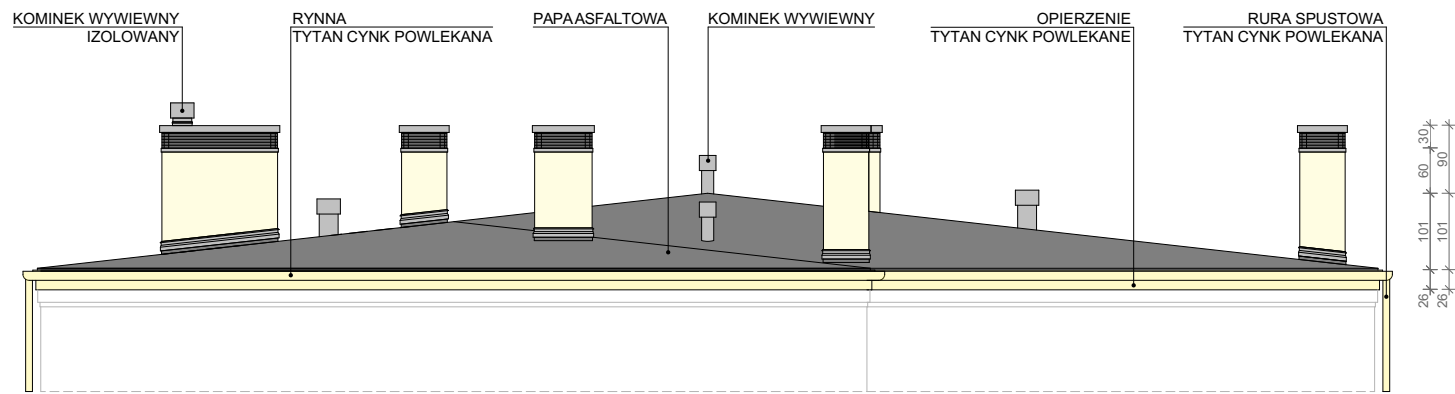 KOMINEK WYWIEWNY
IZOLOWANY
RYNNA
TYTAN CYNK POWLEKANA
PAPA ASFALTOWA
KOMINEK WYWIEWNY
OPIERZENIE
TYTAN CYNK POWLEKANE
RURA SPUSTOWA
TYTAN CYNK POWLEKANA
30
60
90
101
101
26
26